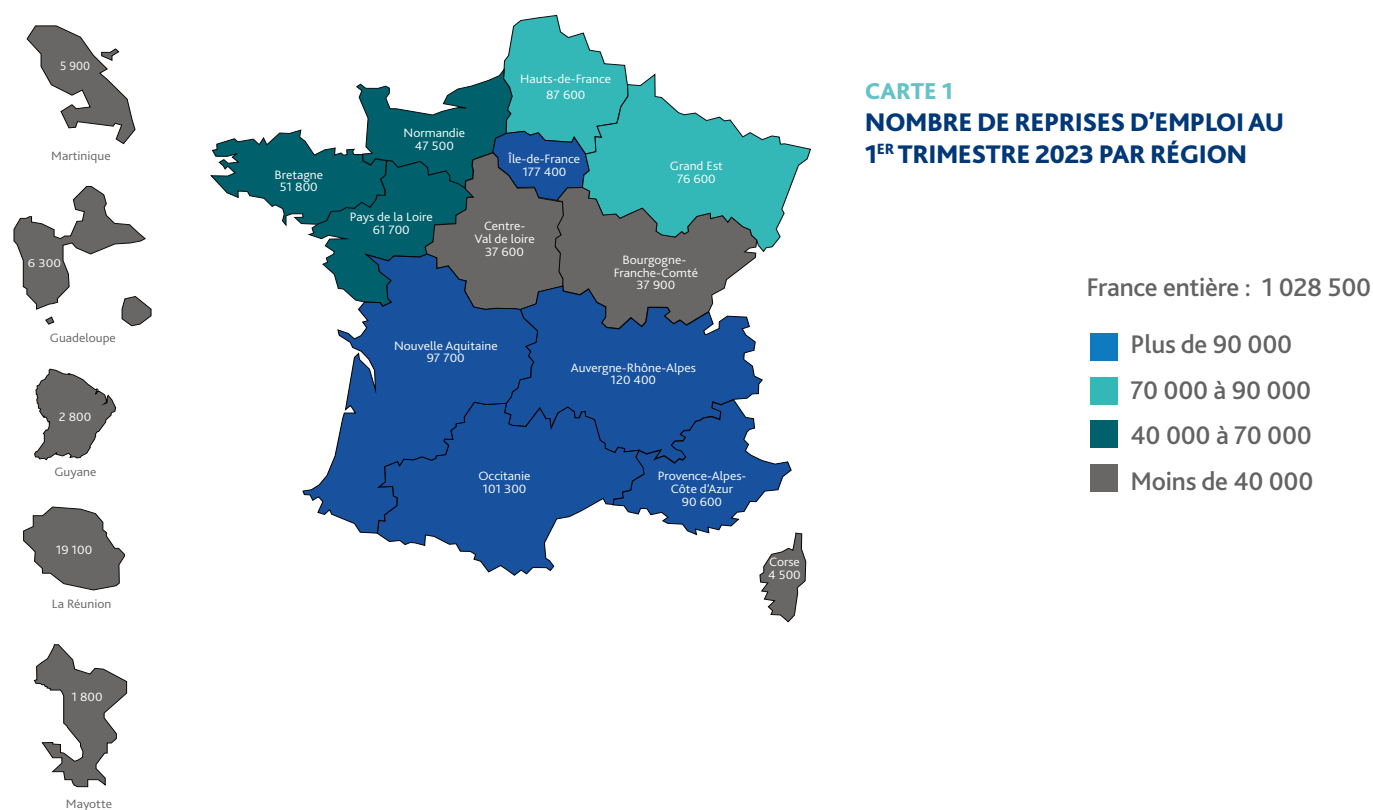 CARTE 1
NOMBRE DE REPRISES D'EMPLOI AU
1ER TRIMESTRE 2023 PAR RÉGION
5 900
Martinique
6 300
Guadeloupe
2 800
Guyane
19 100
La Réunion
1 800
Mayotte
Hauts-de-France
87 600
Normandie
47 500
Île-de-France
177 400
Grand Est
76 600
Bretagne
51 800
Pays de la Loire
61 700
Centre-
Val de loire
37 600
Bourgogne-
Franche-Comté
37 900
Nouvelle Aquitaine
97 700
Auvergne-Rhône-Alpes
120 400
Occitanie
101 300
Provence-Alpes-
Côte d'Azur
90 600
Corse
4 500
France entière : 1 028 500
Plus de 90 000
70 000 à 90 000
40 000 à 70 000
Moins de 40 000